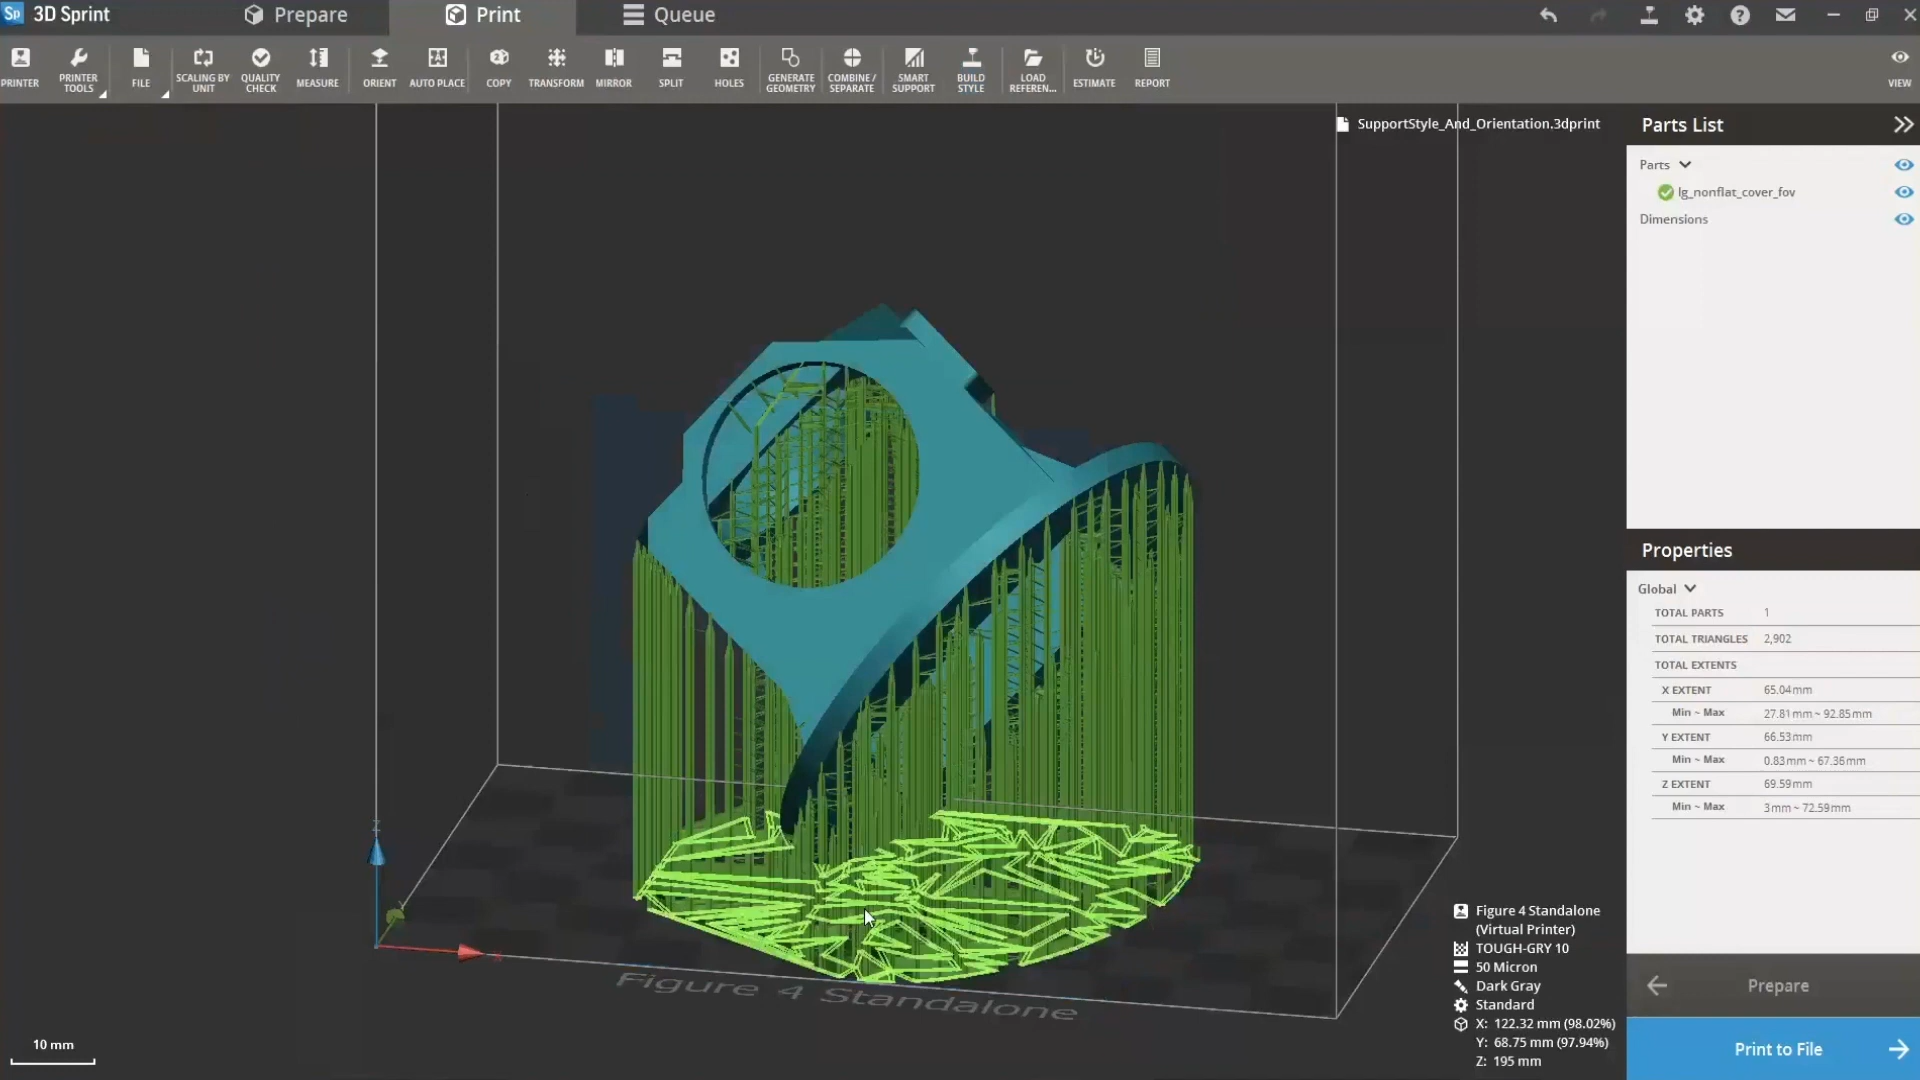 Sp 3D Sprint
Prepare
Print
Queue
PRINTER
PRINTER TOOLS
FILE
SCALING BY UNIT
QUALITY CHECK
MEASURE
ORIENT
AUTO PLACE
COPY
TRANSFORM
MIRROR
SPLIT
HOLES
GENERATE GEOMETRY
COMBINE / SEPARATE
SMART SUPPORT
BUILD STYLE
LOAD REFEREN...
ESTIMATE
REPORT
VIEW
SupportStyle_And_Orientation.3dprint
Parts List
Parts
lg_nonflat_cover_fov
Dimensions
Properties
Global
TOTAL PARTS 1
TOTAL TRIANGLES 2,902
TOTAL EXTENTS
X EXTENT 65.04mm
Min ~ Max 27.81mm ~ 92.85mm
Y EXTENT 66.53mm
Min ~ Max 0.83mm ~ 67.36mm
Z EXTENT 69.59mm
Min ~ Max 3mm ~ 72.59mm
Z
Y
X
Figure 4 Standalone
10 mm
Figure 4 Standalone
(Virtual Printer)
TOUGH-GRY 10
50 Micron
Dark Gray
Standard
X: 122.32 mm (98.02%)
Y: 68.75 mm (97.94%)
Z: 195 mm
Prepare
Print to File